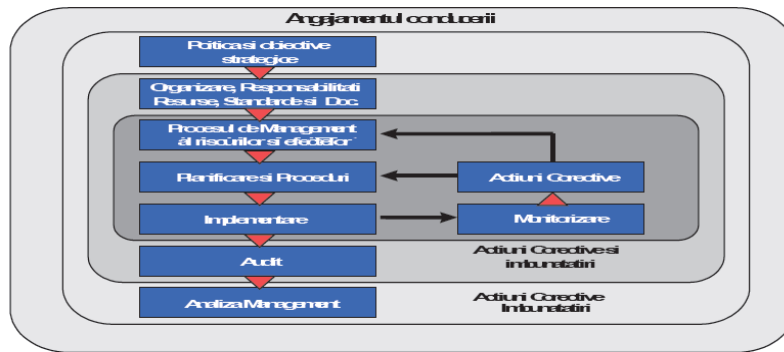 Angajamentul conducerii
Politica si obiective
strategice
Organizare, Responsabilitati
Resurse, Standarde si Doc.
Procesul de Management
al riscurilor si efectelor
Planificare si Proceduri
Actiuni Corective
Implementare
Monitorizare
Actiuni Corective si
imbunatatiri
Audit
Analiza Management
Actiuni Corective
Imbunatatiri